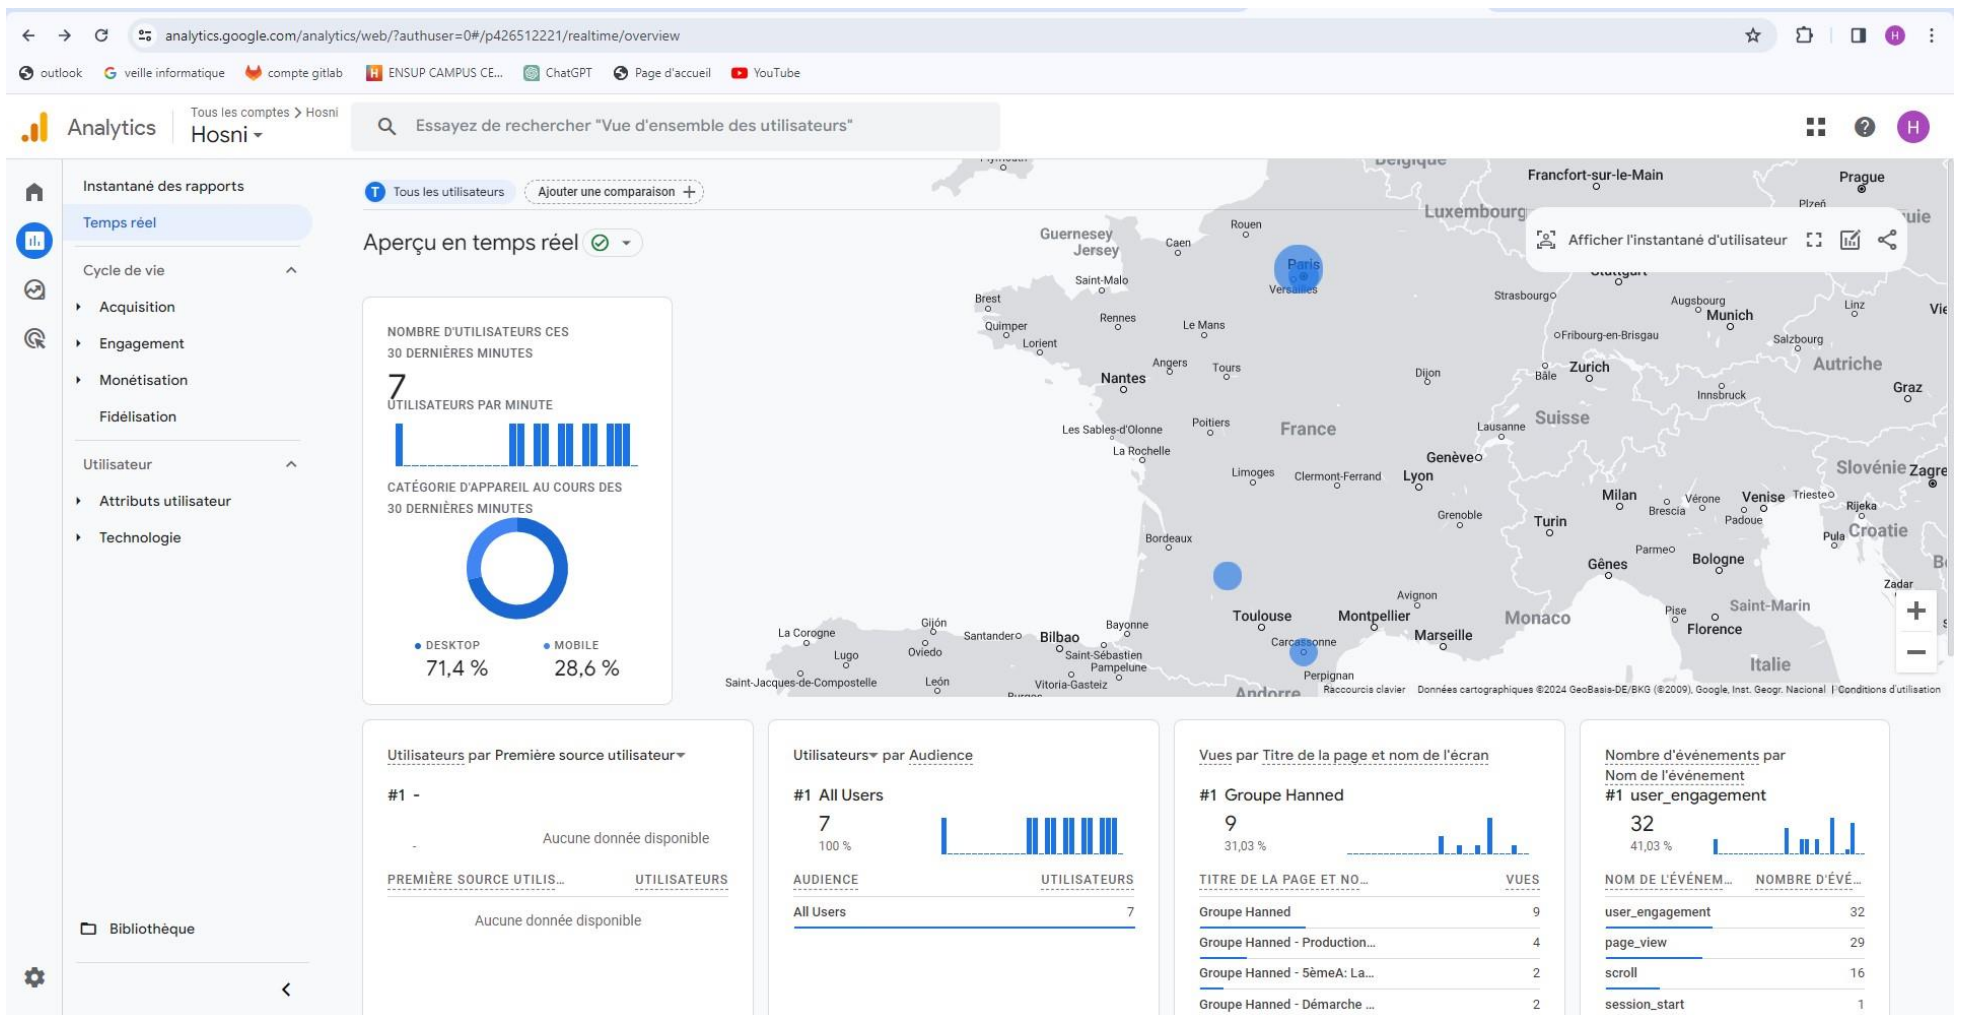 analytics.google.com/analytics/web/?authuser=0#/p426512221/realtime/overview
H
outlook
veille informatique
compte gitlab
H ENSUP CAMPUS CE...
ChatGPT
Page d'accueil
YouTube
Analytics
Tous les comptes > Hosni
Hosni
Essayez de rechercher "Vue d'ensemble des utilisateurs"
H
Instantané des rapports
Temps réel
Cycle de vie
Acquisition
Engagement
Monétisation
Fidélisation
Utilisateur
Attributs utilisateur
Technologie
Bibliothèque
T Tous les utilisateurs
Ajouter une comparaison +
Aperçu en temps réel
Afficher l'instantané d'utilisateur
NOMBRE D'UTILISATEURS CES
30 DERNIÈRES MINUTES
7
UTILISATEURS PAR MINUTE
CATÉGORIE D'APPAREIL AU COURS DES
30 DERNIÈRES MINUTES
DESKTOP
71,4 %
MOBILE
28,6 %
Belgique
Francfort-sur-le-Main
Prague
Plzeň
Luxembourg
Guernesey
Jersey
Caen
Rouen
Paris
Versailles
Saint-Malo
Brest
Quimper
Lorient
Rennes
Le Mans
Strasbourg
Stuttgart
Augsbourg
Munich
Linz
Fribourg-en-Brisgau
Salzbourg
Angers
Tours
Nantes
Dijon
Bâle
Zurich
Innsbruck
Autriche
Graz
Les Sables-d'Olonne
Poitiers
France
Lausanne
Suisse
La Rochelle
Genève
Limoges
Clermont-Ferrand
Lyon
Slovénie
Zagre
Milan
Brescia
Vérone
Venise
Trieste
Padoue
Rijeka
Grenoble
Turin
Pula
Croatie
Bordeaux
Parme
Gênes
Bologne
Zadar
Avignon
Toulouse
Montpellier
Marseille
Monaco
Pise
Saint-Marin
Florence
Carcassonne
Perpignan
Italie
La Corogne
Lugo
Gijón
Oviedo
Santander
Bilbao
Bayonne
Saint-Sébastien
Pampelune
Saint-Jacques-de-Compostelle
León
Vitoria-Gasteiz
Burgos
Andorre
Raccourcis clavier
Données cartographiques ©2024 GeoBasis-DE/BKG (©2009), Google, Inst. Geogr. Nacional
Conditions d'utilisation
Utilisateurs par Première source utilisateur
#1 -
-
Aucune donnée disponible
PREMIÈRE SOURCE UTILIS... UTILISATEURS
Aucune donnée disponible
Utilisateurs par Audience
#1 All Users
7
100 %
AUDIENCE UTILISATEURS
All Users 7
Vues par Titre de la page et nom de l'écran
#1 Groupe Hanned
9
31,03 %
TITRE DE LA PAGE ET NO... VUES
Groupe Hanned 9
Groupe Hanned - Production... 4
Groupe Hanned - 5èmeA: La... 2
Groupe Hanned - Démarche ... 2
Nombre d'événements par
Nom de l'événement
#1 user_engagement
32
41,03 %
NOM DE L'ÉVÉNEM... NOMBRE D'ÉVÉ...
user_engagement 32
page_view 29
scroll 16
session_start 1